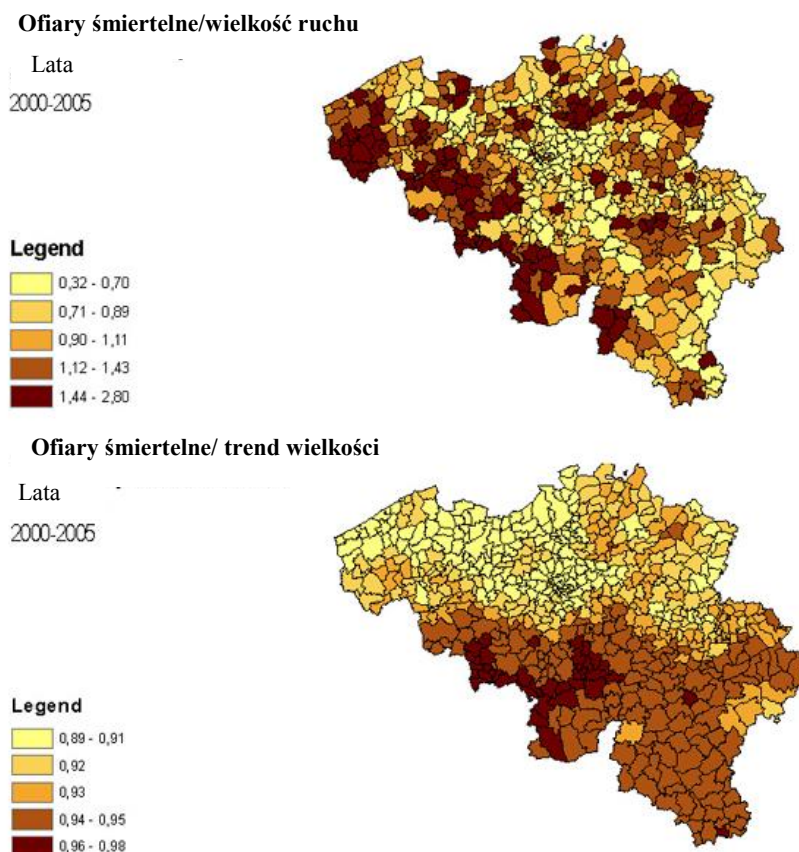 Ofiary śmiertelne/wielkość ruchu
Lata
2000-2005
Legend
0,32 - 0,70
0,71 - 0,89
0,90 - 1,11
1,12 - 1,43
1,44 - 2,80
Ofiary śmiertelne/ trend wielkości
Lata
2000-2005
Legend
0,89 - 0,91
0,92
0,93
0,94 - 0,95
0,96 - 0,98